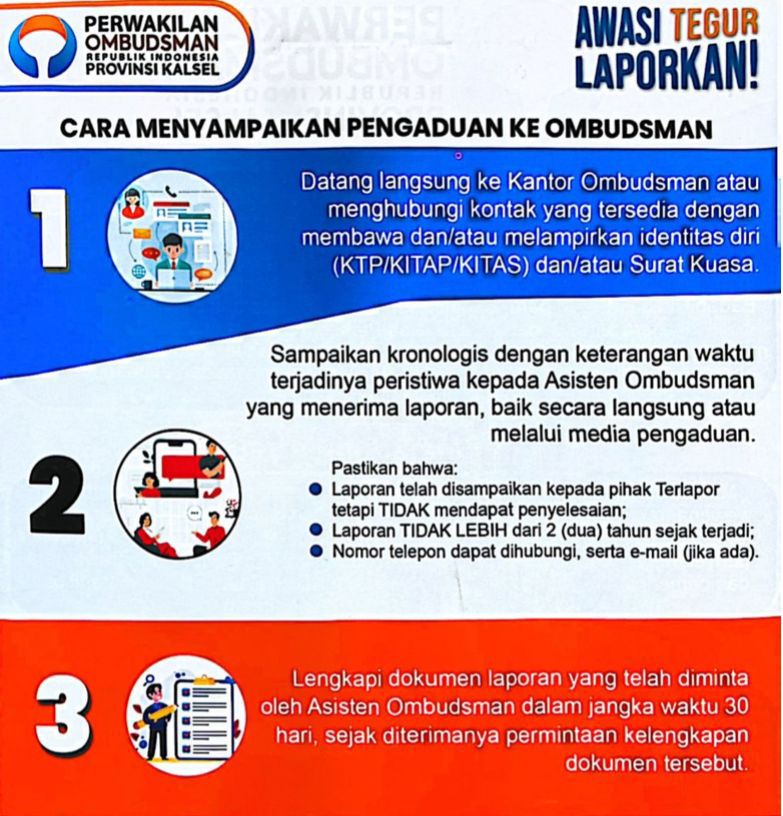 PERWAKILAN
OMBUDSMAN
REPUBLIK INDONESIA
PROVINSI KALSEL
AWASI TEGUR
LAPORKAN!
CARA MENYAMPAIKAN PENGADUAN KE OMBUDSMAN
1
Datang langsung ke Kantor Ombudsman atau
menghubungi kontak yang tersedia dengan
membawa dan/atau melampirkan identitas diri
(KTP/KITAP/KITAS) dan/atau Surat Kuasa.
2
Sampaikan kronologis dengan keterangan waktu
terjadinya peristiwa kepada Asisten Ombudsman
yang menerima laporan, baik secara langsung atau
melalui media pengaduan.
Pastikan bahwa:
Laporan telah disampaikan kepada pihak Terlapor
tetapi TIDAK mendapat penyelesaian;
Laporan TIDAK LEBIH dari 2 (dua) tahun sejak terjadi;
Nomor telepon dapat dihubungi, serta e-mail (jika ada).
3
Lengkapi dokumen laporan yang telah diminta
oleh Asisten Ombudsman dalam jangka waktu 30
hari, sejak diterimanya permintaan kelengkapan
dokumen tersebut.